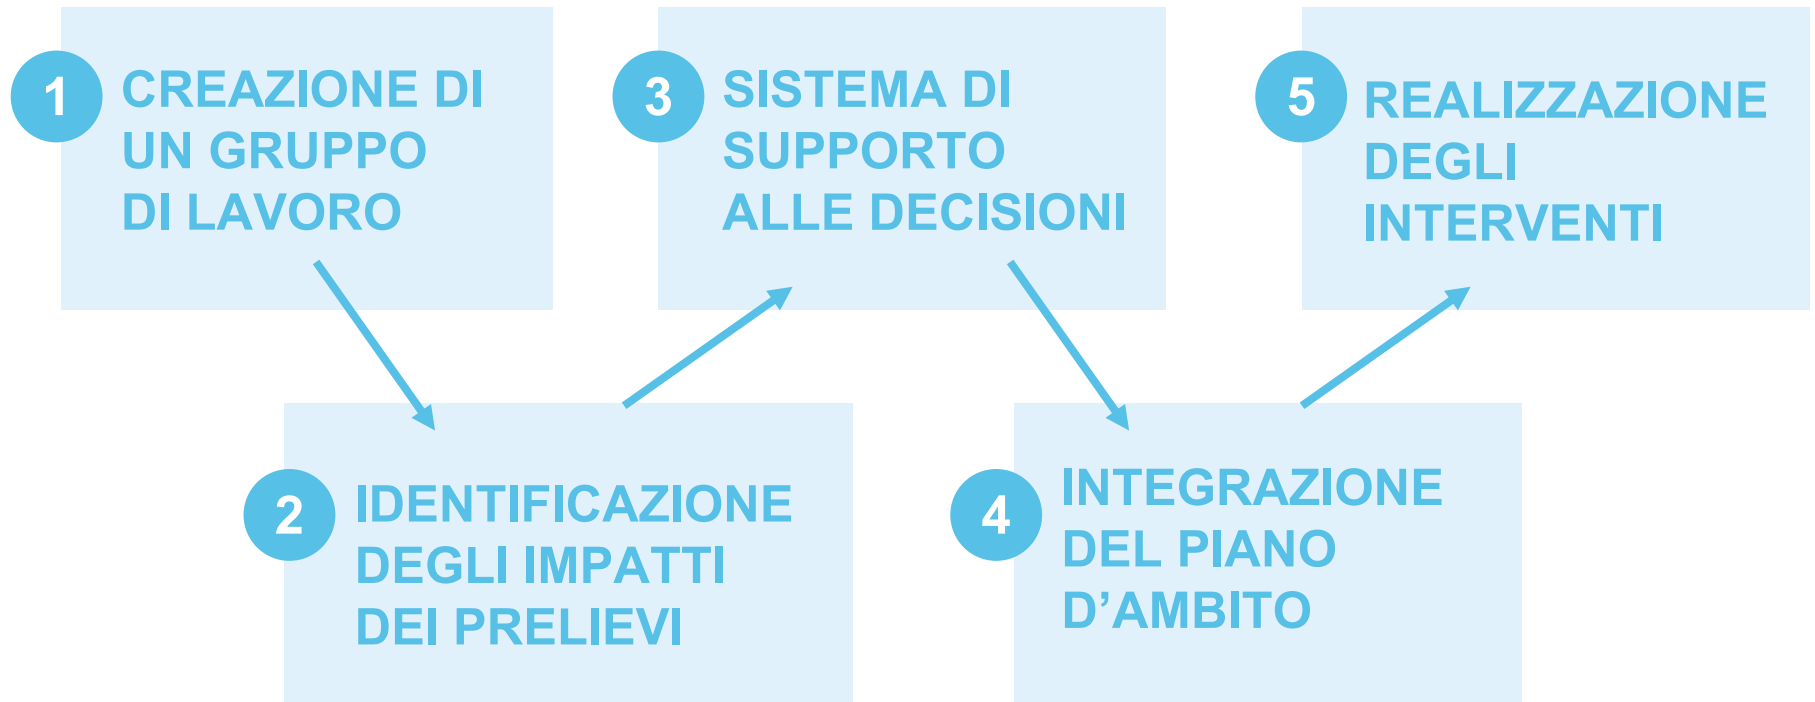 1
CREAZIONE DI
UN GRUPPO
DI LAVORO
2
IDENTIFICAZIONE
DEGLI IMPATTI
DEI PRELIEVI
3
SISTEMA DI
SUPPORTO
ALLE DECISIONI
4
INTEGRAZIONE
DEL PIANO
D’AMBITO
5
REALIZZAZIONE
DEGLI
INTERVENTI